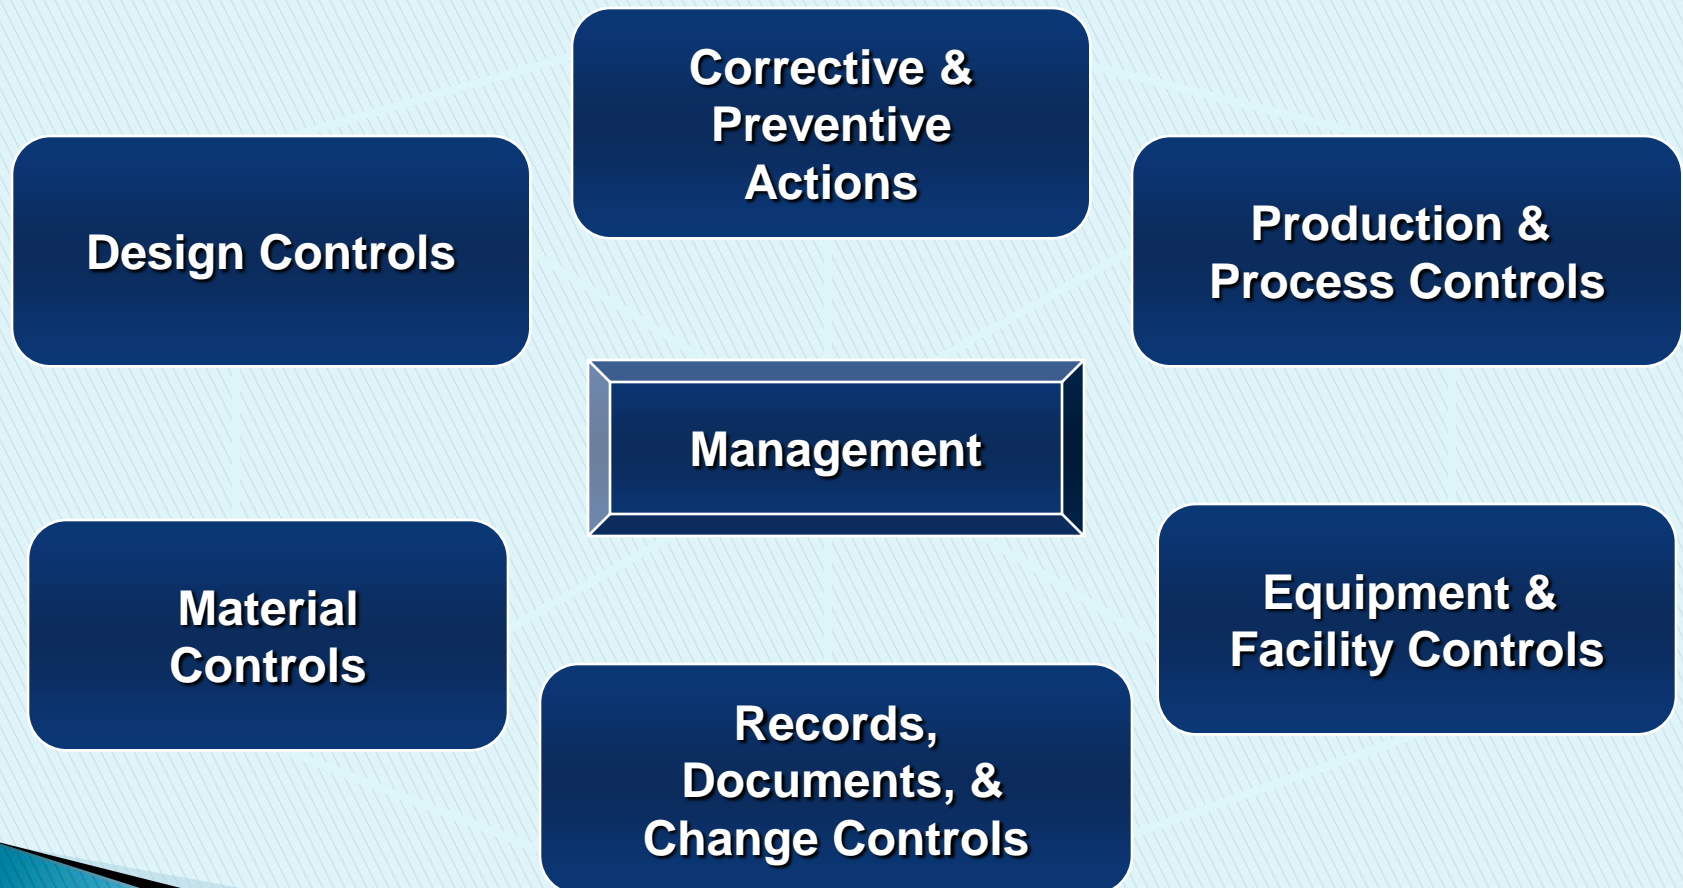 Corrective &
Preventive
Actions
Design Controls
Production &
Process Controls
Management
Material
Controls
Equipment &
Facility Controls
Records,
Documents, &
Change Controls